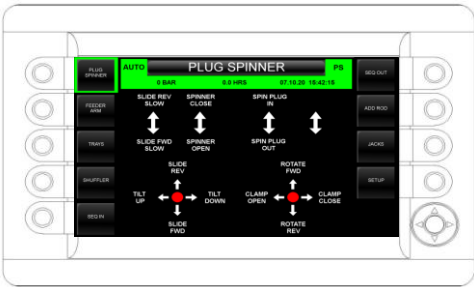 PLUG
SPINNER
AUTO
PLUG SPINNER
PS
0 BAR
0.0 HRS
07.10.20 15:42:15
SEQ OUT
FEEDER
ARM
SLIDE REV
SLOW
SPINNER
CLOSE
SPIN PLUG
IN
ADD ROD
TRAYS
SLIDE FWD
SLOW
SPINNER
OPEN
SPIN PLUG
OUT
JACKS
SHUFFLER
SLIDE
REV
ROTATE
FWD
SETUP
TILT
UP
TILT
DOWN
CLAMP
OPEN
CLAMP
CLOSE
SEQ IN
SLIDE
FWD
ROTATE
REV